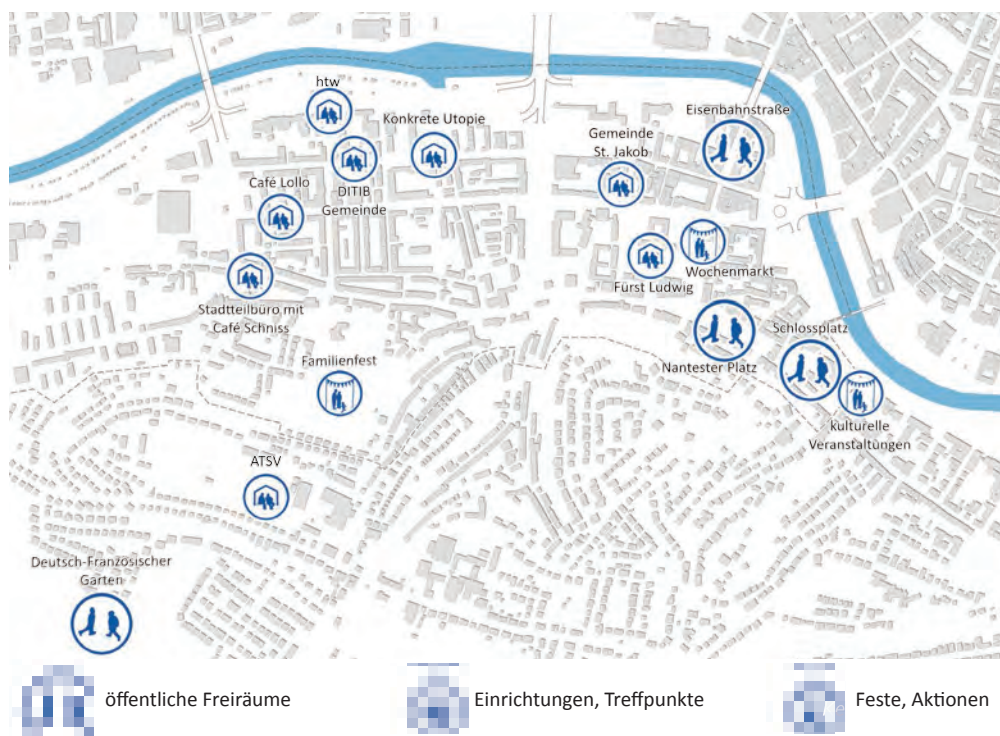 htw
Konkrete Utopie
Eisenbahnstraße
Gemeinde
St. Jakob
DITIB
Gemeinde
Café Lollo
Wochenmarkt
Fürst Ludwig
Stadtteilbüro mit
Café Schniss
Schlossplatz
Familienfest
Nantester Platz
kulturelle
Veranstaltungen
ATSV
Deutsch-Französischer
Garten
öffentliche Freiräume
Einrichtungen, Treffpunkte
Feste, Aktionen